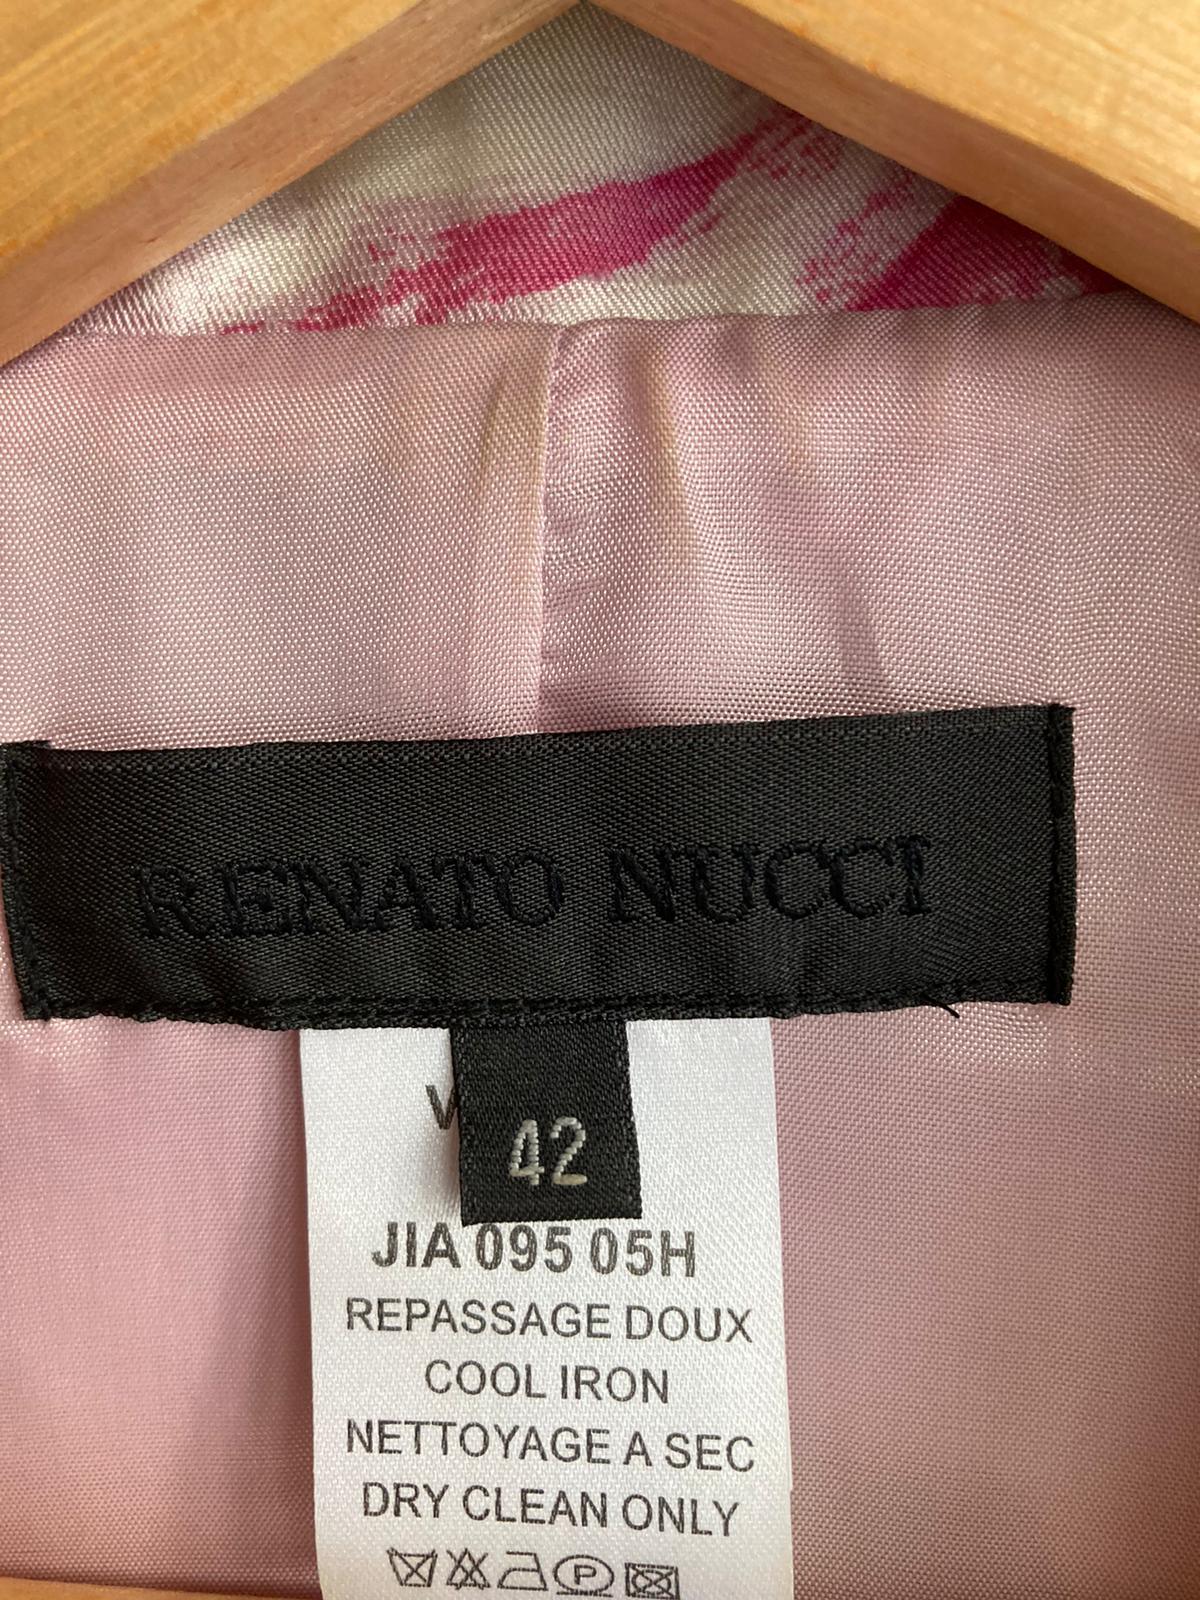 RENATO NUCCI
V
42
JIA 095 05H
REPASSAGE DOUX
COOL IRON
NETTOYAGE A SEC
DRY CLEAN ONLY
P